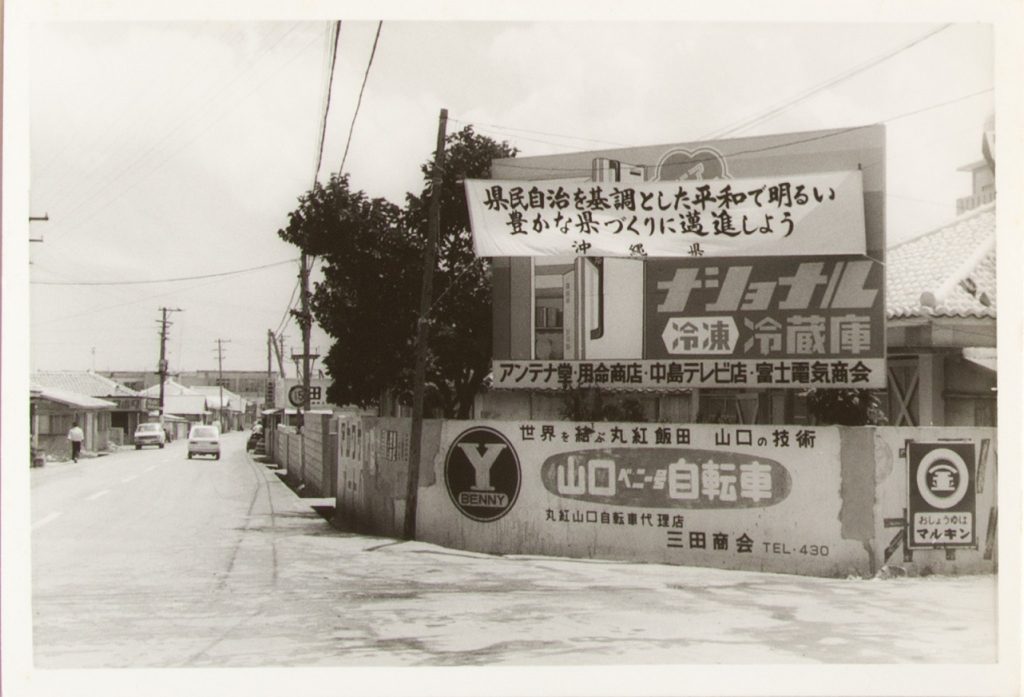 県民自治を基調とした平和で明るい
豊かな県づくりに邁進しよう
沖縄県
ナショナル
冷凍冷蔵庫
アンテナ堂・用命商店・中島テレビ店・富士電気商会
世界を結ぶ丸紅飯田 山口の技術
Y
BENNY
山口ベニー号自転車
丸紅山口自転車代理店
三田商会 TEL・430
金
おしょうゆは
マルキン
田